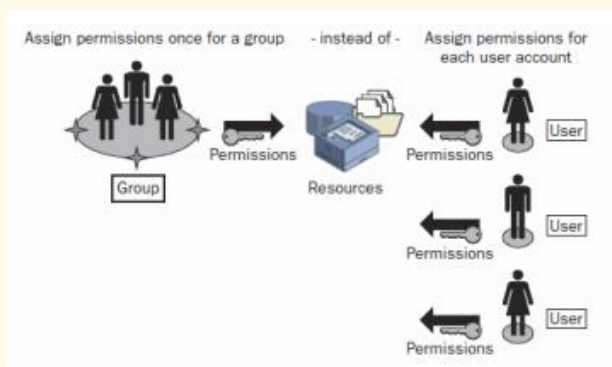 Assign permissions once for a group
- instead of -
Assign permissions for
each user account
Permissions
Group
Resources
Permissions
User
Permissions
User
Permissions
User